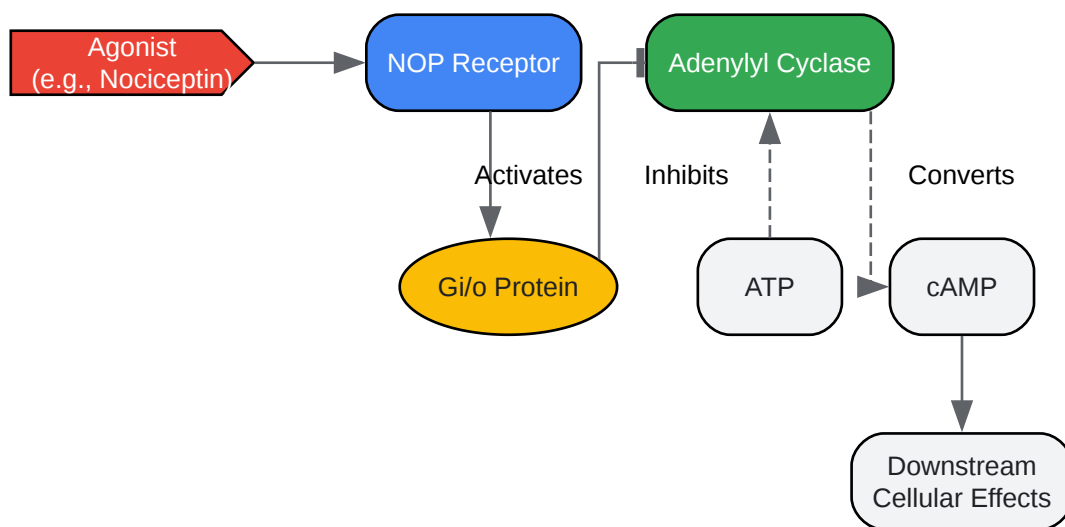 Agonist
(e.g., Nociceptin)
NOP Receptor
Adenylyl Cyclase
Activates
Inhibits
Converts
Gi/o Protein
ATP
cAMP
Downstream
Cellular Effects